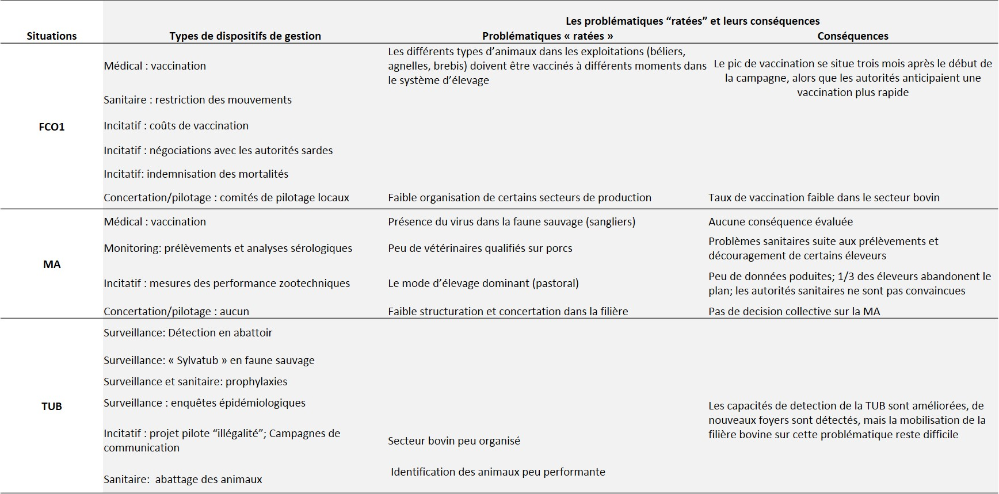 Les problématiques “ratées” et leurs conséquences
Situations Types de dispositifs de gestion Problématiques « ratées » Conséquences
FCO1
Médical : vaccination
Les différents types d’animaux dans les exploitations (béliers,
agnelles, brebis) doivent être vaccinés à différents moments dans
le système d’élevage
Le pic de vaccination se situe trois mois après le début de
la campagne, alors que les autorités anticipaient une
vaccination plus rapide
Sanitaire : restriction des mouvements
Incitatif : coûts de vaccination
Incitatif : négociations avec les autorités sardes
Incitatif: indemnisation des mortalités
Concertation/pilotage : comités de pilotage locaux
Faible organisation de certains secteurs de production
Taux de vaccination faible dans le secteur bovin
MA
Médical : vaccination
Présence du virus dans la faune sauvage (sangliers)
Aucune conséquence évaluée
Monitoring: prélèvements et analyses sérologiques
Peu de vétérinaires qualifiés sur porcs
Problèmes sanitaires suite aux prélèvements et
découragement de certains éleveurs
Incitatif : mesures des performance zootechniques
Le mode d’élevage dominant (pastoral)
Peu de données poduites; 1/3 des éleveurs abandonent le
plan; les autorités sanitaires ne sont pas convaincues
Concertation/pilotage : aucun
Faible structuration et concertation dans la filière
Pas de decision collective sur la MA
TUB
Surveillance: Détection en abattoir
Surveillance: « Sylvatub » en faune sauvage
Surveillance et sanitaire: prophylaxies
Surveillance : enquêtes épidémiologiques
Incitatif : projet pilote “illégalité”; Campagnes de
communication
Sanitaire: abattage des animaux
Secteur bovin peu organisé
Identification des animaux peu performante
Les capacités de detection de la TUB sont améliorées, de
nouveaux foyers sont détectés, mais la mobilisation de la
filière bovine sur cette problématique reste difficile